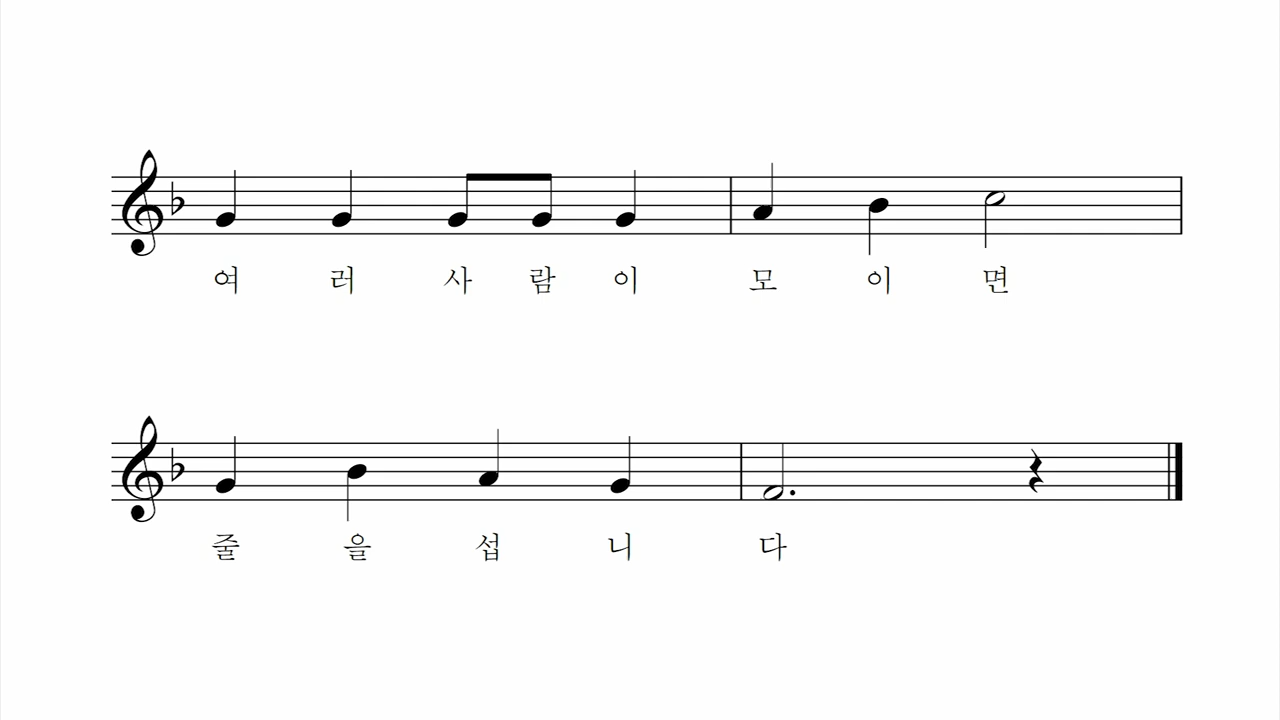 여 러 사 람 이 모 이 면
줄 을 섭 니 다